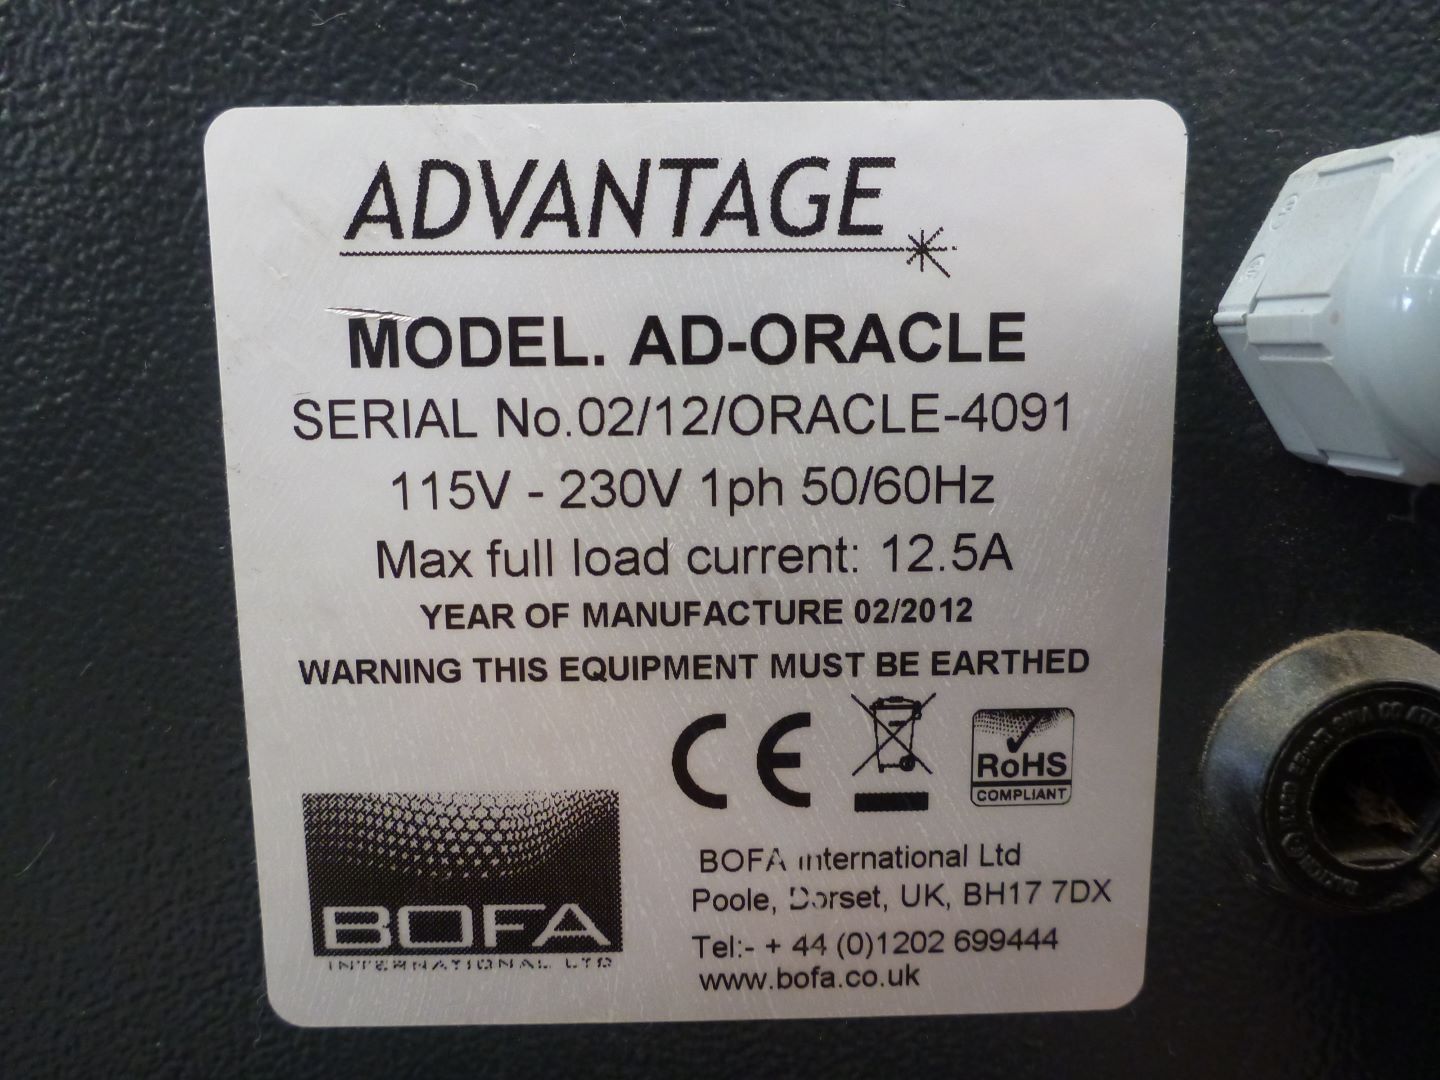 ADVANTAGE
MODEL. AD-ORACLE
SERIAL No.02/12/ORACLE-4091
115V - 230V 1ph 50/60Hz
Max full load current: 12.5A
YEAR OF MANUFACTURE 02/2012
WARNING THIS EQUIPMENT MUST BE EARTHED
CE
RoHS
COMPLIANT
BOFA
INTERNATIONAL LTD
BOFA International Ltd
Poole, Dorset, UK, BH17 7DX
Tel:- + 44 (0)1202 699444
www.bofa.co.uk